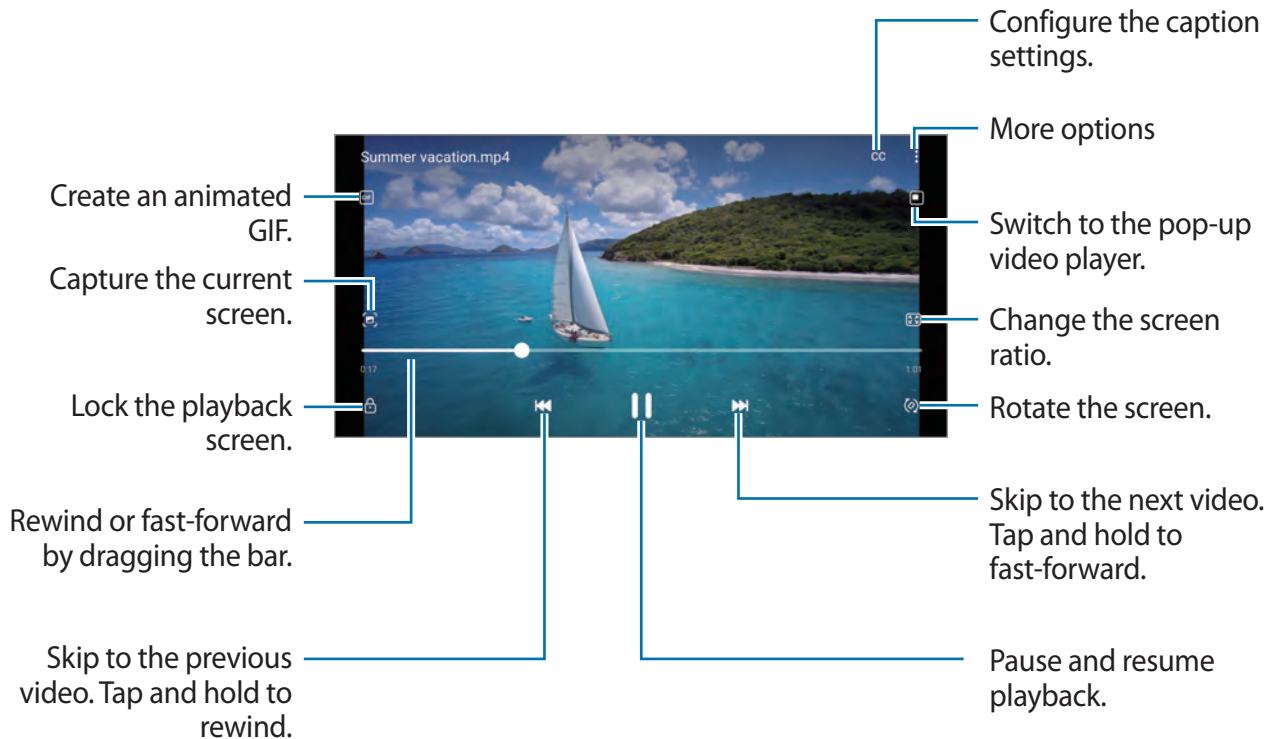 Configure the caption
settings.
More options
Summer vacation.mp4
CC
Create an animated
GIF.
GIF
Switch to the pop-up
video player.
Capture the current
screen.
Change the screen
ratio.
0:17
1:01
Lock the playback
screen.
Rotate the screen.
Rewind or fast-forward
by dragging the bar.
Skip to the next video.
Tap and hold to
fast-forward.
Skip to the previous
video. Tap and hold to
rewind.
Pause and resume
playback.